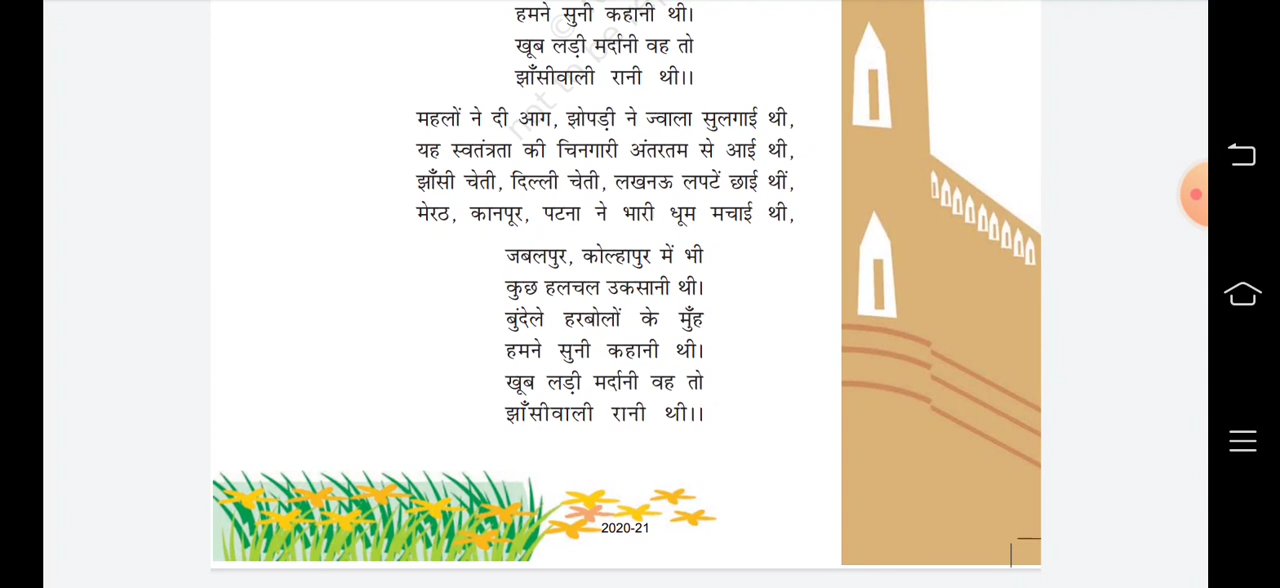 हमने सुनी कहानी थी।
खूब लड़ी मर्दानी वह तो
झाँसीवाली रानी थी।।
महलों ने दी आग, झोपड़ी ने ज्वाला सुलगाई थी,
यह स्वतंत्रता की चिनगारी अंतरतम से आई थी,
झाँसी चेती, दिल्ली चेती, लखनऊ लपटें छाई थीं,
मेरठ, कानपूर, पटना ने भारी धूम मचाई थी,
जबलपुर, कोल्हापुर में भी
कुछ हलचल उकसानी थी।
बुंदेले हरबोलों के मुँह
हमने सुनी कहानी थी।
खूब लड़ी मर्दानी वह तो
झाँसीवाली रानी थी।।
2020-21